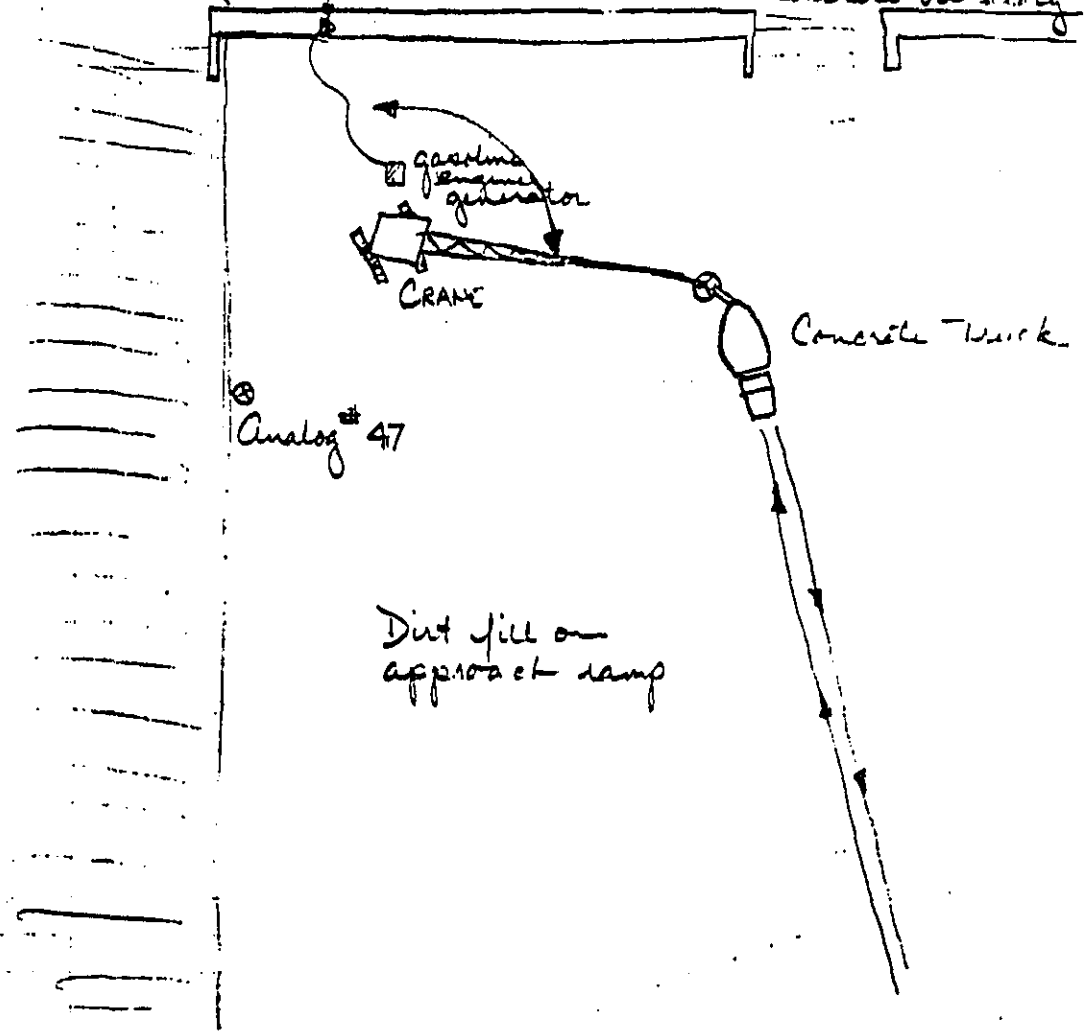 gasoline
engine
generator
CRANE
Concrete Truck
Analog # 47
Dirt fill on
approach ramp